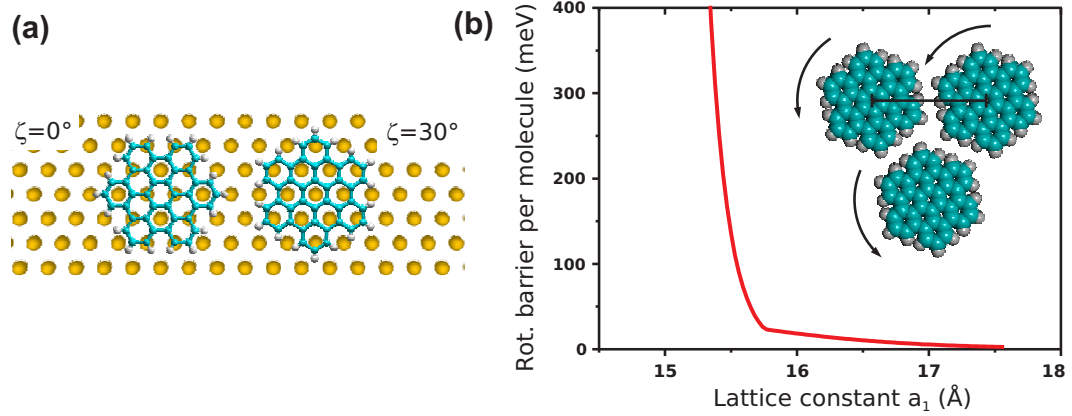 (a)
ζ=0°
ζ=30°
(b)
Rot. barrier per molecule (meV)
400
300
200
100
0
15
16
17
18
Lattice constant a₁ (Å)